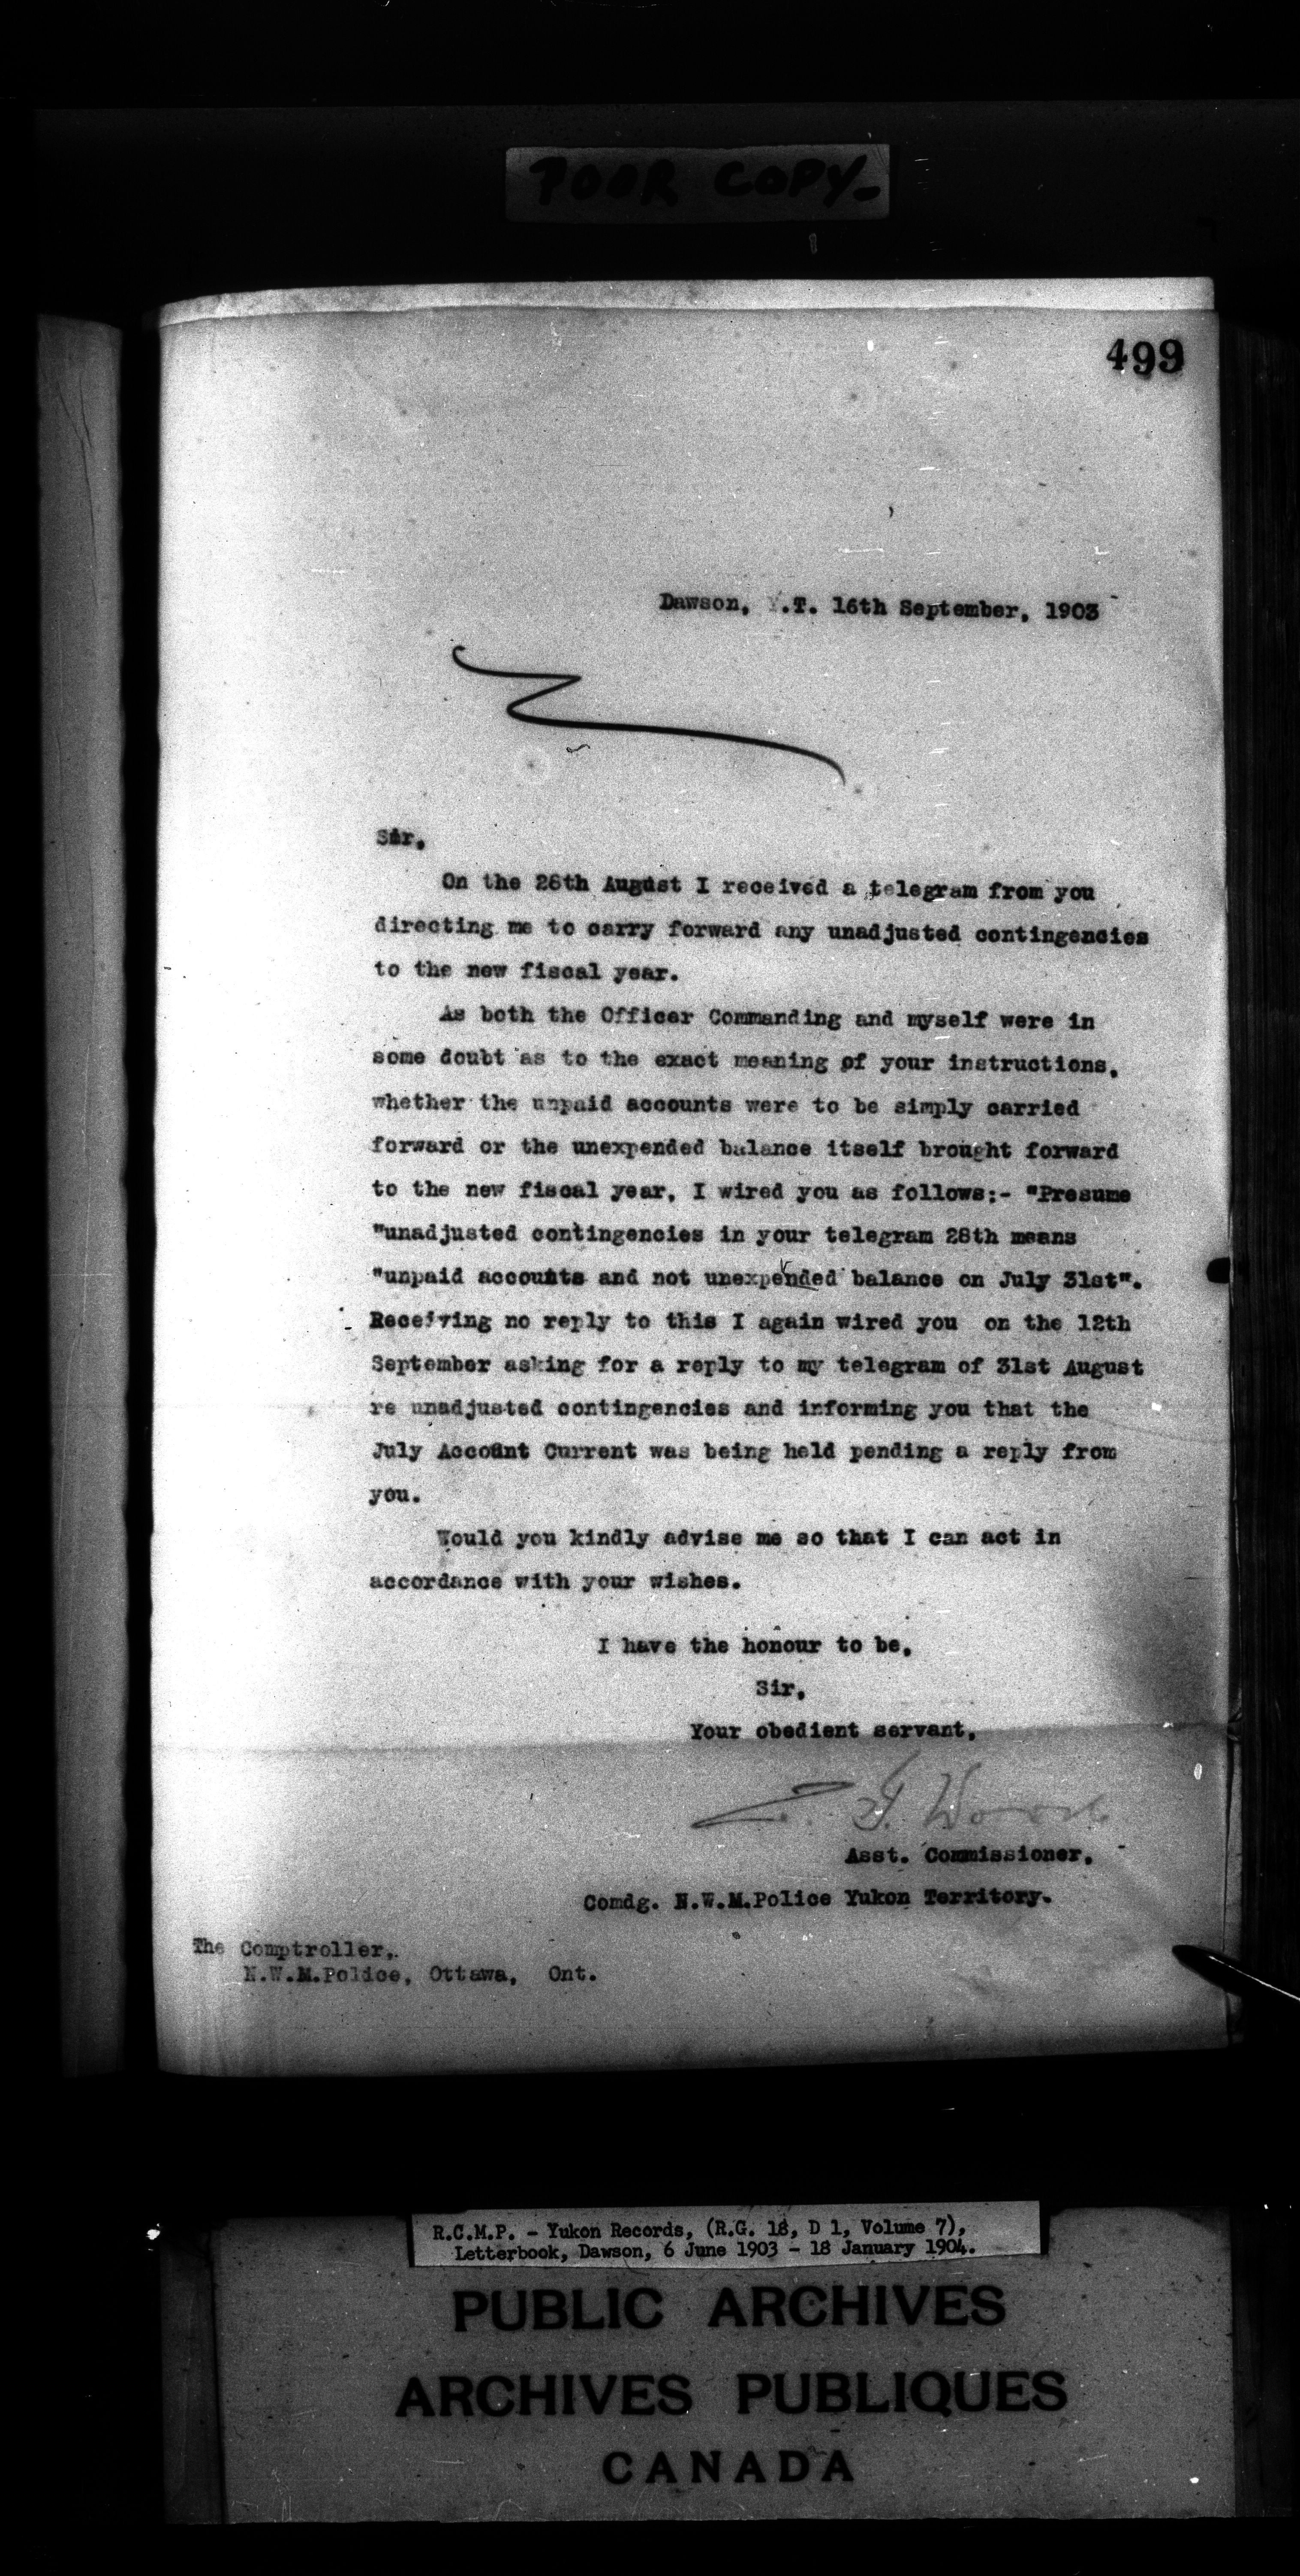 POOR COPY-
499
Dawson, Y.T. 16th September, 1903
Sir,
On the 28th August I received a telegram from you
directing me to carry forward any unadjusted contingencies
to the new fiscal year.
As both the Officer Commanding and myself were in
some doubt as to the exact meaning of your instructions,
whether the unpaid accounts were to be simply carried
forward or the unexpended balance itself brought forward
to the new fiscal year, I wired you as follows:- "Presume
"unadjusted contingencies in your telegram 28th means
"unpaid accounts and not unexpended balance on July 31st".
Receiving no reply to this I again wired you on the 12th
September asking for a reply to my telegram of 31st August
re unadjusted contingencies and informing you that the
July Account Current was being held pending a reply from
you.
Would you kindly advise me so that I can act in
accordance with your wishes.
I have the honour to be,
Sir,
Your obedient servant,
Z. T. Wood
Asst. Commissioner,
Comdg. N.W.M.Police Yukon Territory.
The Comptroller,
N.W.M.Police, Ottawa, Ont.
R.C.M.P. - Yukon Records, (R.G. 18, D 1, Volume 7),
Letterbook, Dawson, 6 June 1903 - 18 January 1904.
PUBLIC ARCHIVES
ARCHIVES PUBLIQUES
CANADA